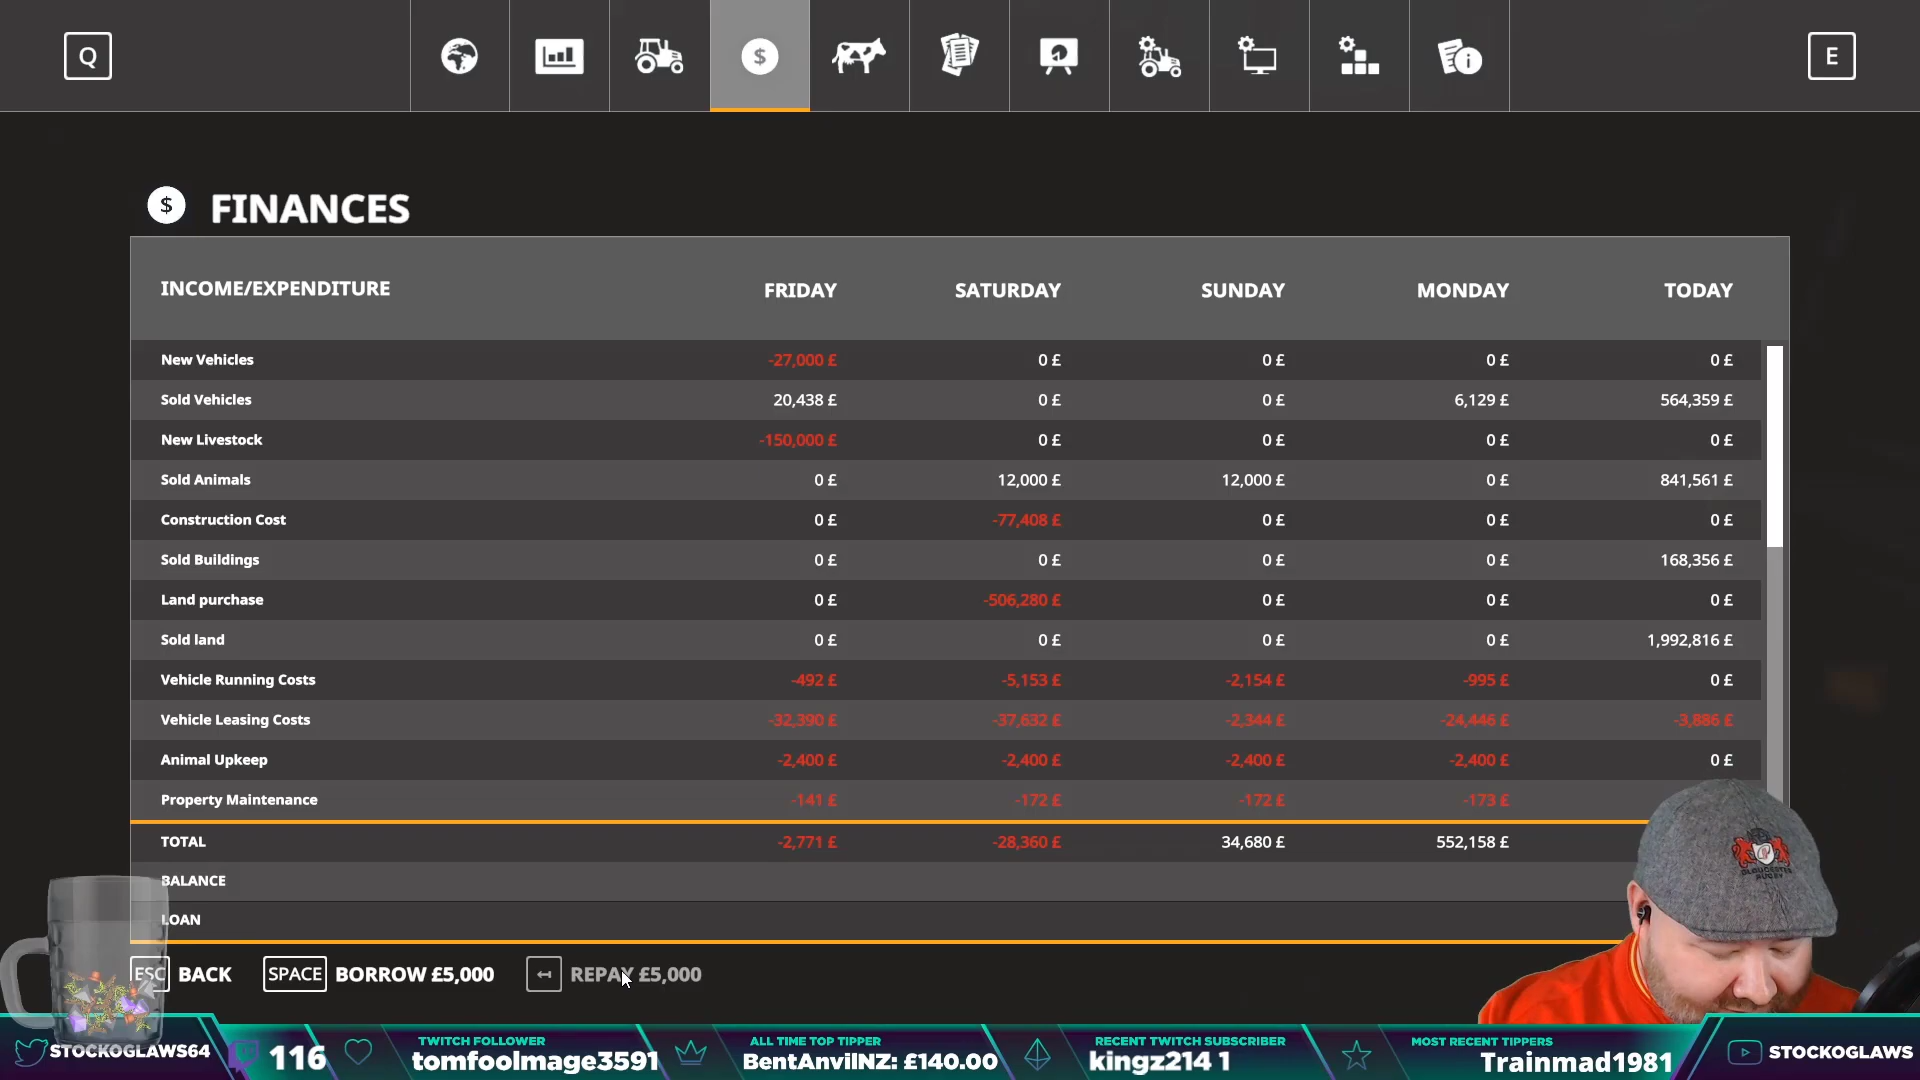 Q
$
i
E
$ FINANCES
INCOME/EXPENDITURE FRIDAY SATURDAY SUNDAY MONDAY TODAY
New Vehicles -27,000 £ 0 £ 0 £ 0 £ 0 £
Sold Vehicles 20,438 £ 0 £ 0 £ 6,129 £ 564,359 £
New Livestock -150,000 £ 0 £ 0 £ 0 £ 0 £
Sold Animals 0 £ 12,000 £ 12,000 £ 0 £ 841,561 £
Construction Cost 0 £ -77,408 £ 0 £ 0 £ 0 £
Sold Buildings 0 £ 0 £ 0 £ 0 £ 168,356 £
Land purchase 0 £ -506,280 £ 0 £ 0 £ 0 £
Sold land 0 £ 0 £ 0 £ 0 £ 1,992,816 £
Vehicle Running Costs -492 £ -5,153 £ -2,154 £ -995 £ 0 £
Vehicle Leasing Costs -32,390 £ -37,632 £ -2,344 £ -24,446 £ -3,886 £
Animal Upkeep -2,400 £ -2,400 £ -2,400 £ -2,400 £ 0 £
Property Maintenance -141 £ -172 £ -172 £ -173 £
TOTAL -2,771 £ -28,360 £ 34,680 £ 552,158 £
BALANCE
LOAN
ESC BACK SPACE BORROW £5,000 REPAY £5,000
GLOUCESTER
RUGBY
STOCKOGLAWS64
116
TWITCH FOLLOWER
tomfoolmage3591
ALL TIME TOP TIPPER
BentAnvilNZ: £140.00
RECENT TWITCH SUBSCRIBER
kingz214 1
MOST RECENT TIPPERS
Trainmad1981
STOCKOGLAWS